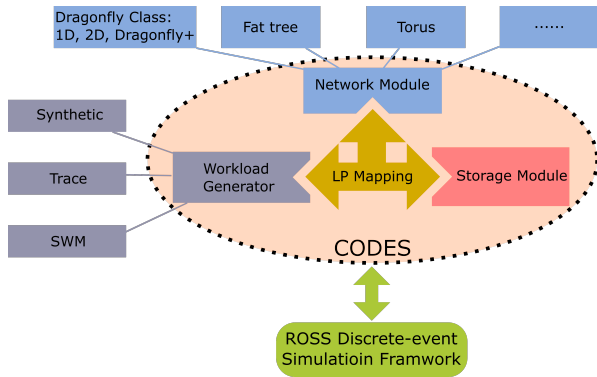 Dragonfly Class:
1D, 2D, Dragonfly+
Fat tree
Torus
......
Network Module
Synthetic
Trace
SWM
Workload
Generator
LP Mapping
Storage Module
CODES
ROSS Discrete-event
Simulatioin Framwork